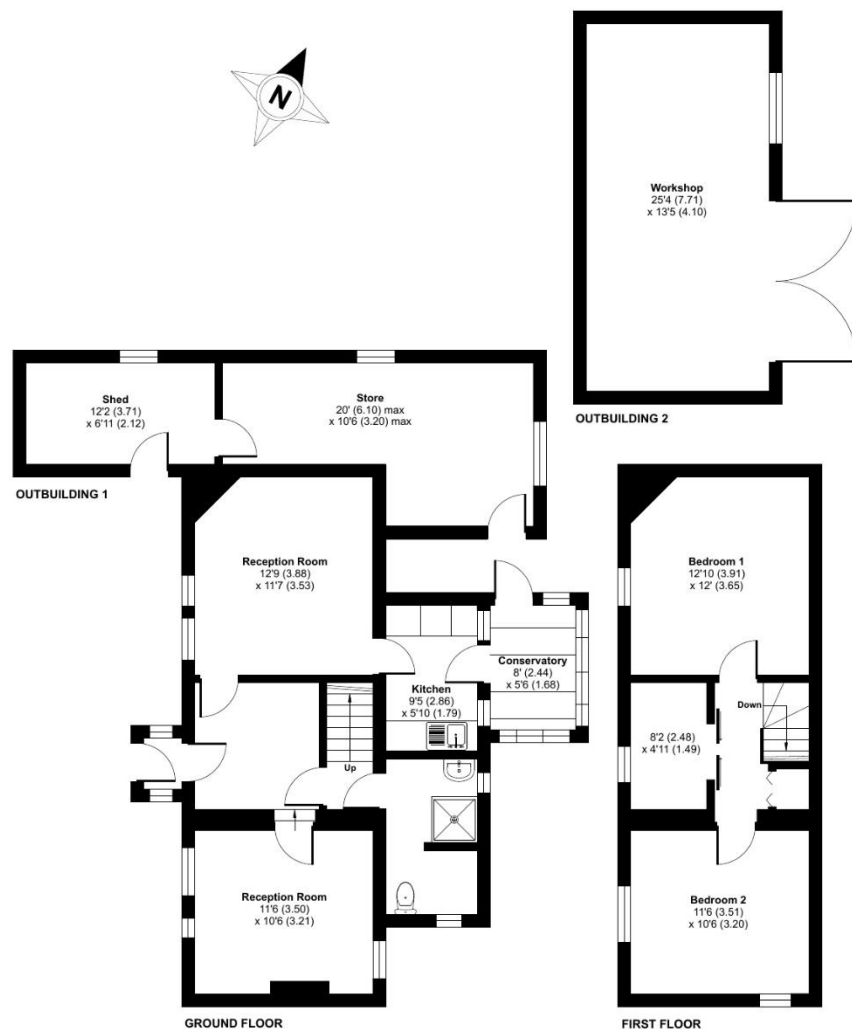 N
Workshop
25'4 (7.71)
x 13'5 (4.10)
OUTBUILDING 2
Shed
12'2 (3.71)
x 6'11 (2.12)
Store
20' (6.10) max
x 10'6 (3.20) max
OUTBUILDING 1
Reception Room
12'9 (3.88)
x 11'7 (3.53)
Kitchen
9'5 (2.86)
x 5'10 (1.79)
Conservatory
8' (2.44)
x 5'6 (1.68)
Up
Reception Room
11'6 (3.50)
x 10'6 (3.21)
GROUND FLOOR
Bedroom 1
12'10 (3.91)
x 12' (3.65)
Down
8'2 (2.48)
x 4'11 (1.49)
Bedroom 2
11'6 (3.51)
x 10'6 (3.20)
FIRST FLOOR